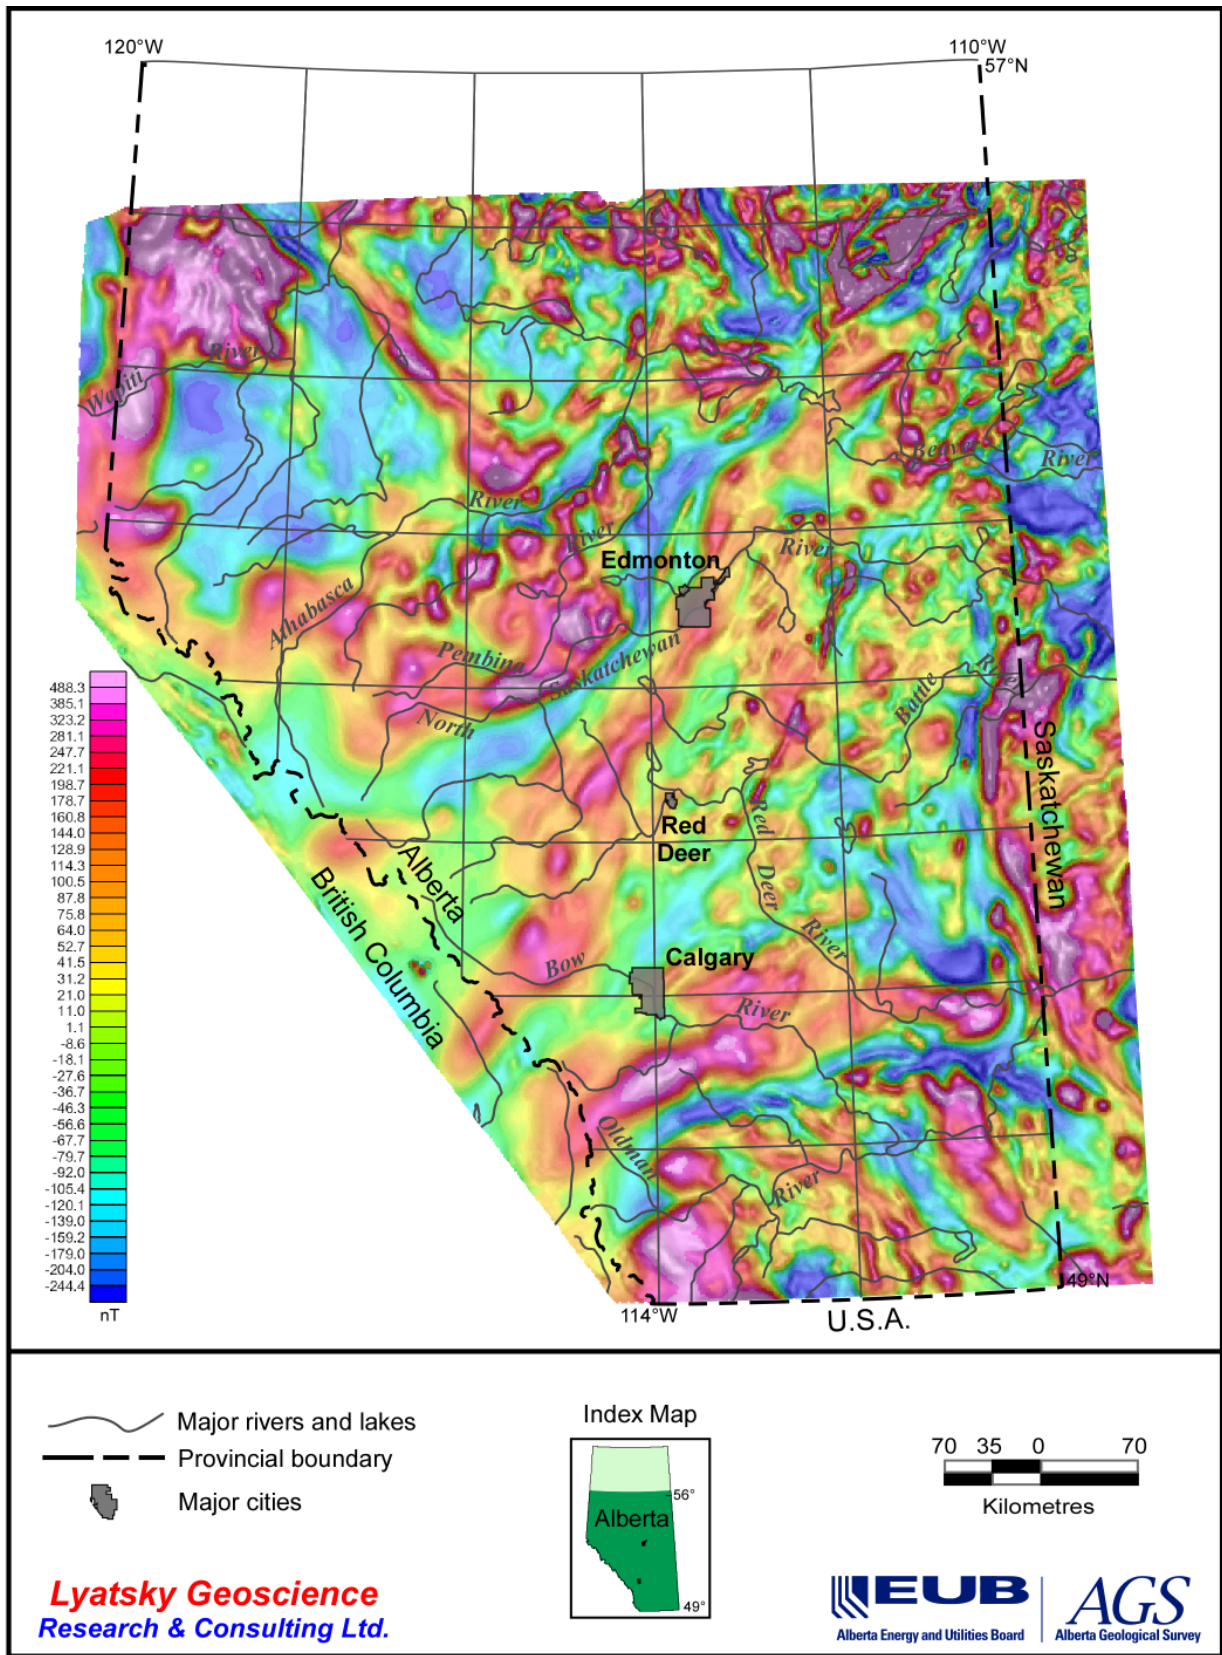 120°W
110°W
57°N
Wapiti
River
Beaver
River
River
River
River
Edmonton
Athabasca
Pembina
Saskatchewan
North
Battle
River
Saskatchewan
Red
Deer
Red
Deer
River
Alberta
British Columbia
Bow
Calgary
River
Oldman
River
114°W
U.S.A.
49°N
488.3
385.1
323.2
281.1
247.7
221.1
198.7
178.7
160.8
144.0
128.9
114.3
100.5
87.8
75.8
64.0
52.7
41.5
31.2
21.0
11.0
1.1
-8.6
-18.1
-27.6
-36.7
-46.3
-56.6
-67.7
-79.7
-92.0
-105.4
-120.1
-139.0
-159.2
-179.0
-204.0
-244.4
nT
Major rivers and lakes
Provincial boundary
Major cities
Index Map
56°
Alberta
49°
70 35 0 70
Kilometres
Lyatsky Geoscience
Research & Consulting Ltd.
EUB
Alberta Energy and Utilities Board
AGS
Alberta Geological Survey